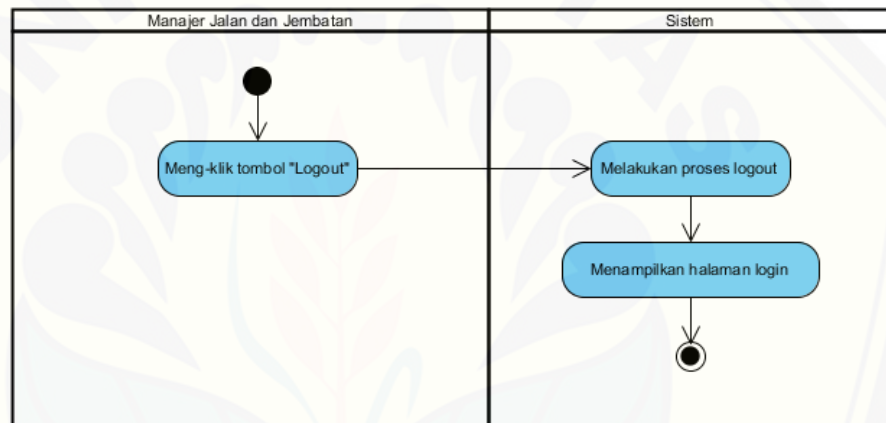 Manajer Jalan dan Jembatan
Sistem
Meng-klik tombol "Logout"
Melakukan proses logout
Menampilkan halaman login